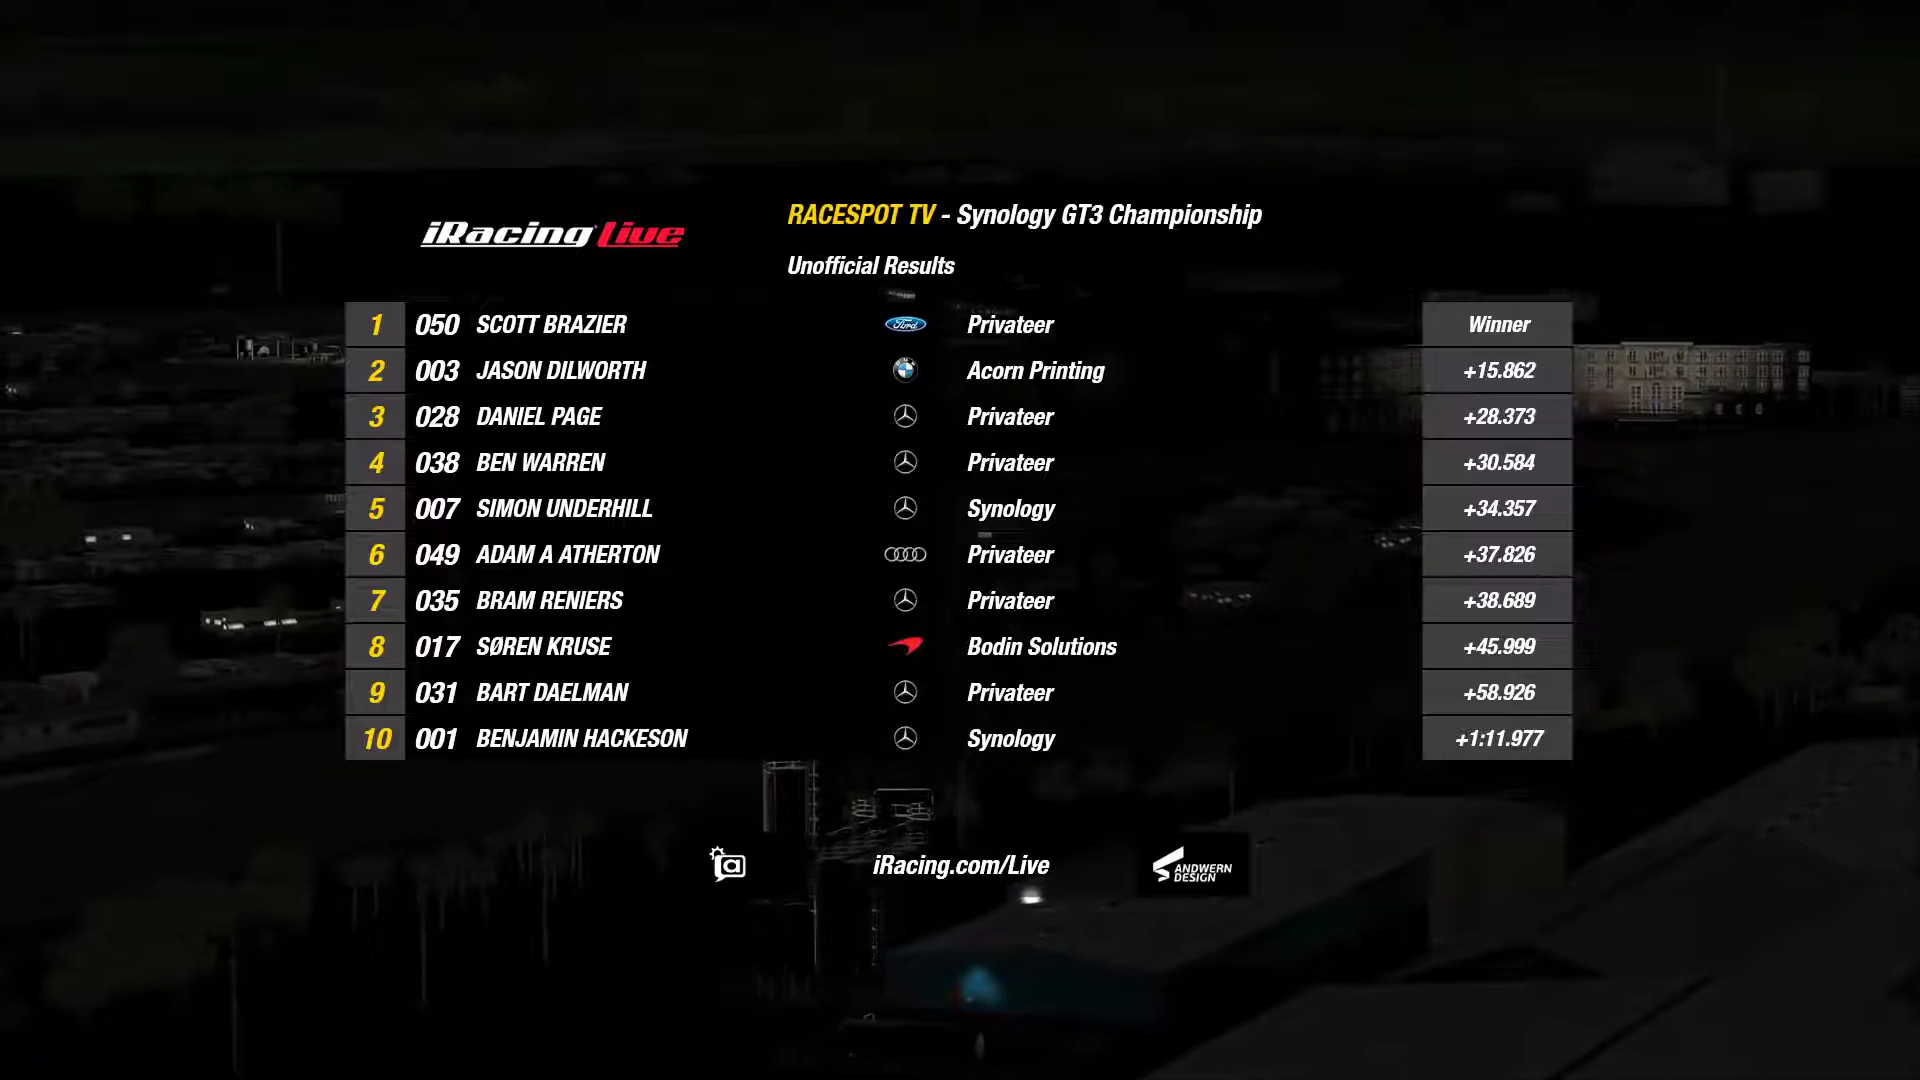 iRacing Live
RACESPOT TV - Synology GT3 Championship
Unofficial Results
1 050 SCOTT BRAZIER Ford Privateer Winner
2 003 JASON DILWORTH Acorn Printing +15.862
3 028 DANIEL PAGE Privateer +28.373
4 038 BEN WARREN Privateer +30.584
5 007 SIMON UNDERHILL Synology +34.357
6 049 ADAM A ATHERTON Privateer +37.826
7 035 BRAM RENIERS Privateer +38.689
8 017 SØREN KRUSE Bodin Solutions +45.999
9 031 BART DAELMAN Privateer +58.926
10 001 BENJAMIN HACKESON Synology +1:11.977
a iRacing.com/Live SANDWERN
DESIGN